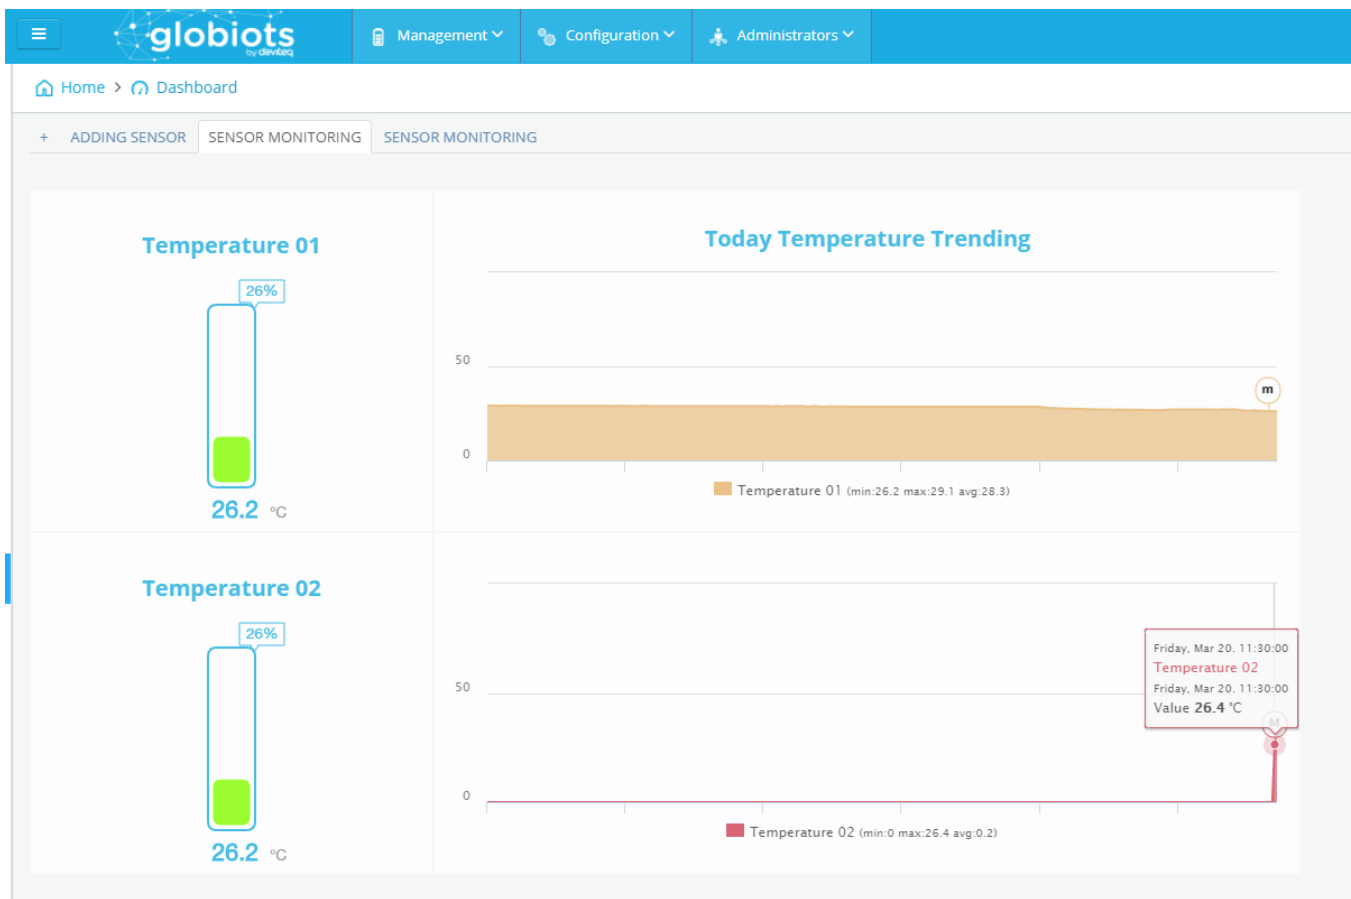 globiots
by daviteq
Management
Configuration
Administrators
Home > Dashboard
+ ADDING SENSOR SENSOR MONITORING SENSOR MONITORING
Temperature 01
26%
26.2 °C
Today Temperature Trending
50
m
0
Temperature 01 (min:26.2 max:29.1 avg:28.3)
Temperature 02
26%
26.2 °C
50
Friday, Mar 20. 11:30:00
Temperature 02
Friday, Mar 20. 11:30:00
Value 26.4 °C
M
0
Temperature 02 (min:0 max:26.4 avg:0.2)